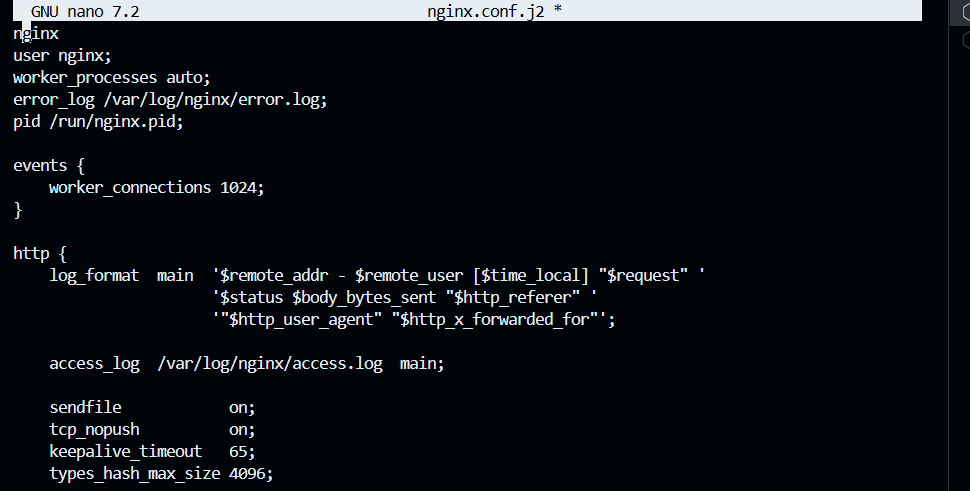 GNU nano 7.2 nginx.conf.j2 *
nginx
user nginx;
worker_processes auto;
error_log /var/log/nginx/error.log;
pid /run/nginx.pid;

events {
    worker_connections 1024;
}

http {
    log_format  main  '$remote_addr - $remote_user [$time_local] "$request" '
                      '$status $body_bytes_sent "$http_referer" '
                      '"$http_user_agent" "$http_x_forwarded_for"';

    access_log  /var/log/nginx/access.log  main;

    sendfile            on;
    tcp_nopush          on;
    keepalive_timeout   65;
    types_hash_max_size 4096;